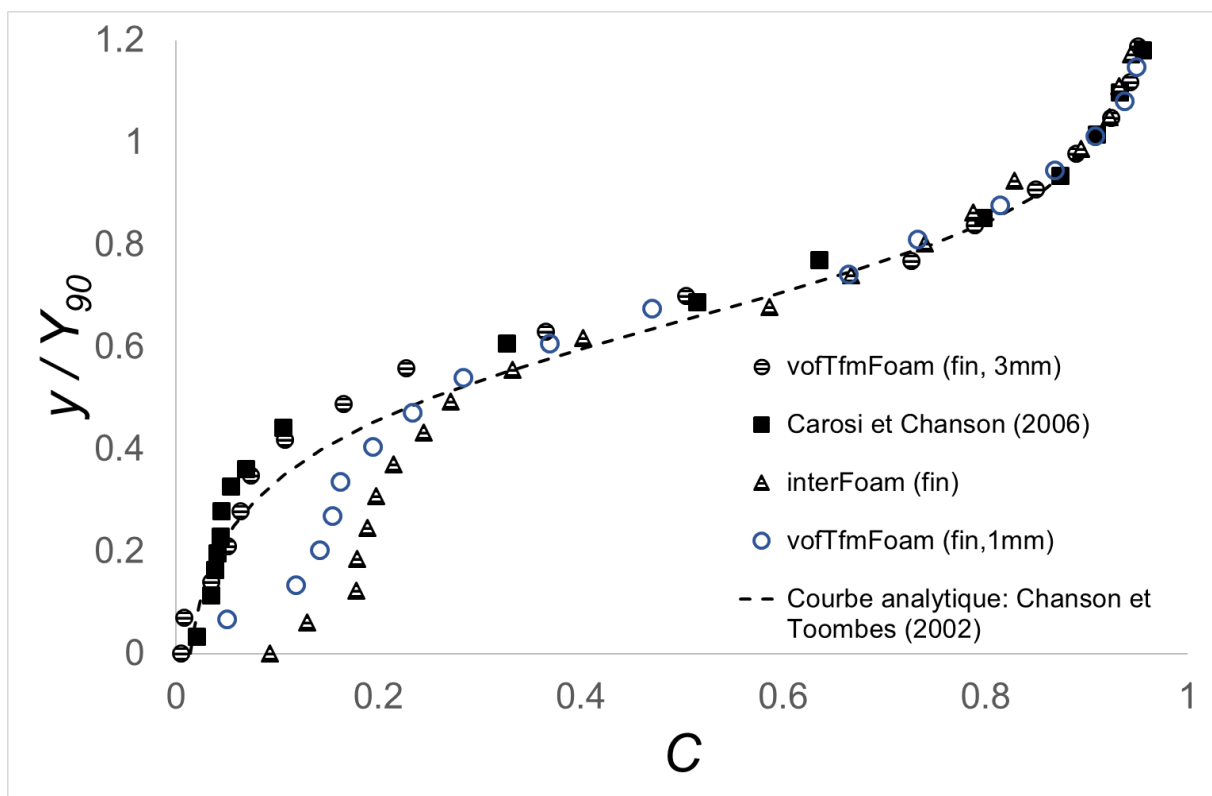 1.2
1
0.8
0.6
0.4
0.2
0
y / Y90
0
0.2
0.4
0.6
0.8
1
C
vofTfmFoam (fin, 3mm)
Carosi et Chanson (2006)
interFoam (fin)
vofTfmFoam (fin,1mm)
Courbe analytique: Chanson et
Toombes (2002)